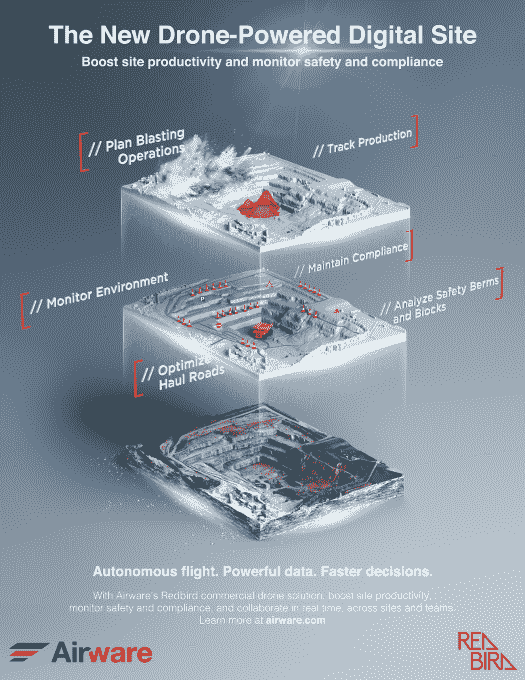 The New Drone-Powered Digital Site
Boost site productivity and monitor safety and compliance
// Plan Blasting
Operations
// Track Production
// Maintain Compliance
// Monitor Environment
// Analyze Safety Berms
and Blocks
// Optimize
Haul Roads
Autonomous flight. Powerful data. Faster decisions.
With Airware's Redbird commercial drone solution, boost site productivity,
monitor safety and compliance, and collaborate in real time, across sites and teams.
Learn more at airware.com
Airware
RED
BIRD